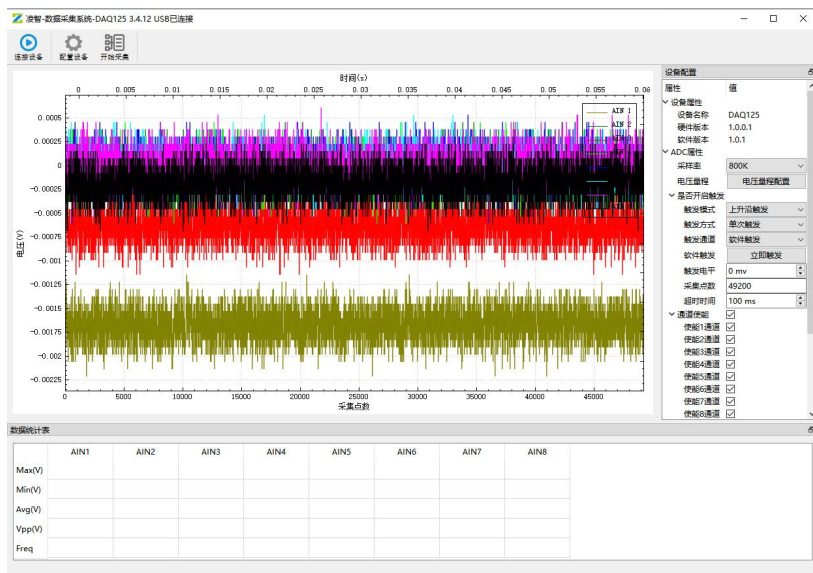 凌智-数据采集系统-DAQ125 3.4.12 USB已连接
连接设备 配置设备 开始采集
时间(s)
0 0.005 0.01 0.015 0.02 0.025 0.03 0.035 0.04 0.045 0.05 0.055 0.06
AIN 1
AIN 2
0.0005
0.00025
0
-0.00025
-0.0005
-0.00075
-0.001
-0.00125
-0.0015
-0.00175
-0.002
-0.00225
电压(V)
0 5000 10000 15000 20000 25000 30000 35000 40000 45000
采集点数
设备配置
属性 值
设备属性
设备名称 DAQ125
硬件版本 1.0.0.1
软件版本 1.0.1
ADC属性
采样率 800K
电压量程 电压量程配置
是否开启触发
触发模式 上升沿触发
触发方式 单次触发
触发通道 软件触发
软件触发 立即触发
触发电平 0 mv
采集点数 49200
超时时间 100 ms
通道使能
使能1通道
使能2通道
使能3通道
使能4通道
使能5通道
使能6通道
使能7通道
使能8通道
数据统计表
AIN1 AIN2 AIN3 AIN4 AIN5 AIN6 AIN7 AIN8
Max(V)
Min(V)
Avg(V)
Vpp(V)
Freq